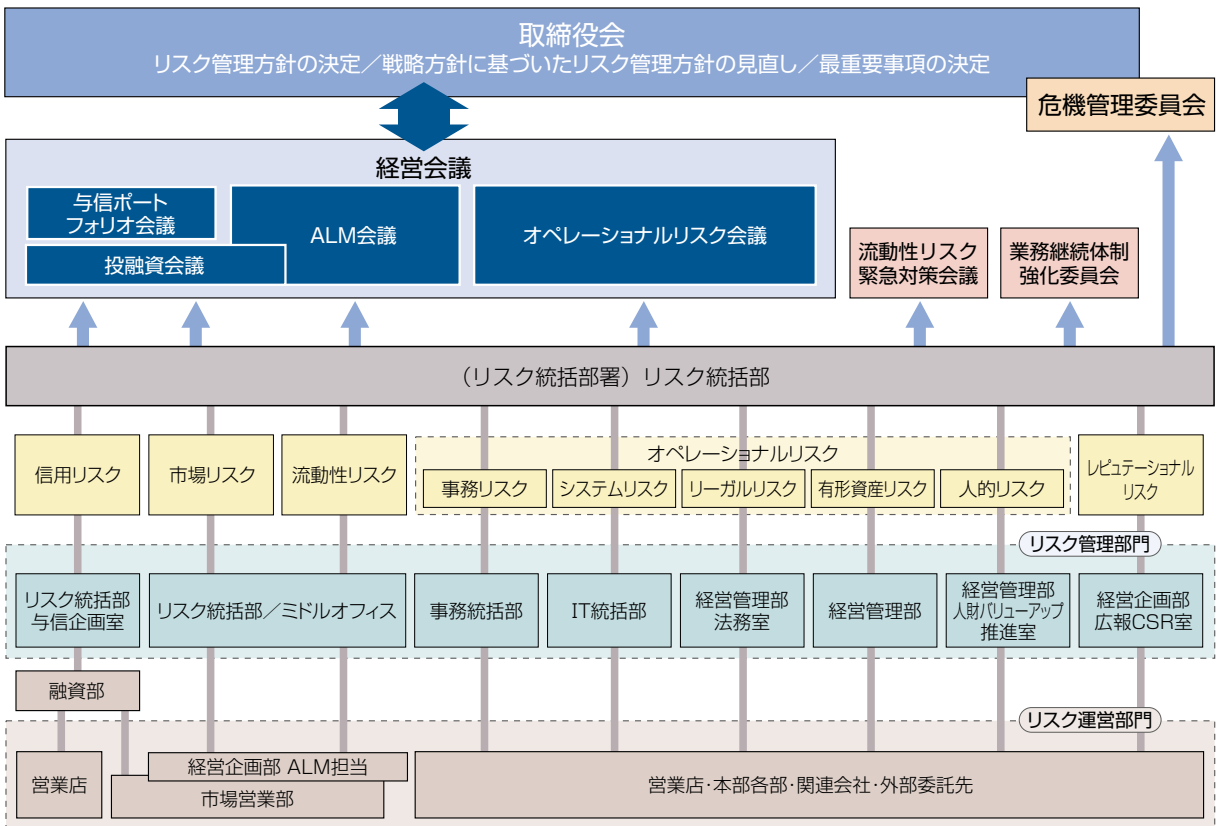 取締役会
リスク管理方針の決定／戦略方針に基づいたリスク管理方針の見直し／最重要事項の決定
危機管理委員会
経営会議
与信ポート
フォリオ会議
投融資会議
ALM会議
オペレーショナルリスク会議
流動性リスク
緊急対策会議
業務継続体制
強化委員会
（リスク統括部署）リスク統括部
信用リスク
市場リスク
流動性リスク
オペレーショナルリスク
事務リスク
システムリスク
リーガルリスク
有形資産リスク
人的リスク
レピュテーショナル
リスク
リスク管理部門
リスク統括部
与信企画室
リスク統括部／ミドルオフィス
事務統括部
IT統括部
経営管理部
法務室
経営管理部
経営管理部
人財バリューアップ
推進室
経営企画部
広報CSR室
融資部
リスク運営部門
営業店
経営企画部 ALM担当
市場営業部
営業店・本部各部・関連会社・外部委託先